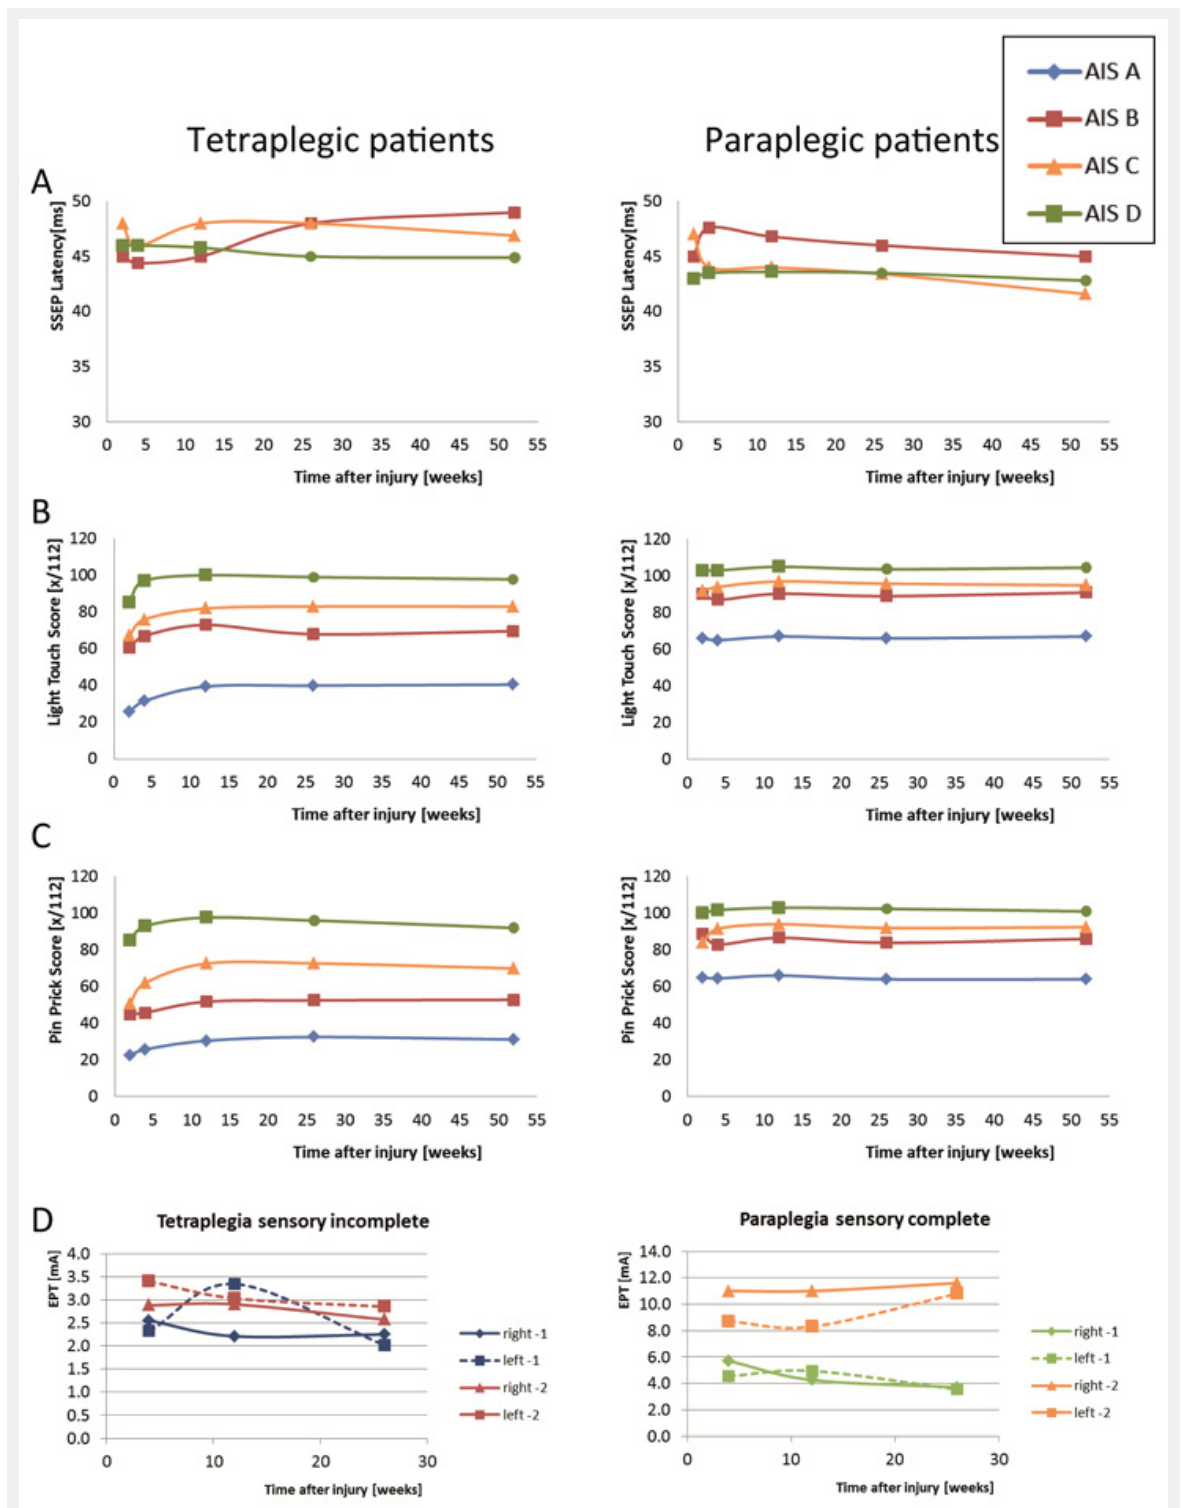 AIS A
AIS B
AIS C
AIS D
Tetraplegic patients
Paraplegic patients
A
SSEP Latency[ms]
50
45
40
35
30
0 5 10 15 20 25 30 35 40 45 50 55
Time after injury [weeks]
SSEP Latency[ms]
50
45
40
35
30
0 5 10 15 20 25 30 35 40 45 50 55
Time after injury [weeks]
B
Light Touch Score [x/112]
120
100
80
60
40
20
0
0 5 10 15 20 25 30 35 40 45 50 55
Time after injury [weeks]
Light Touch Score [x/112]
120
100
80
60
40
20
0
0 5 10 15 20 25 30 35 40 45 50 55
Time after injury [weeks]
C
Pin Prick Score [x/112]
120
100
80
60
40
20
0
0 5 10 15 20 25 30 35 40 45 50 55
Time after injury [weeks]
Pin Prick Score [x/112]
120
100
80
60
40
20
0
0 5 10 15 20 25 30 35 40 45 50 55
Time after injury [weeks]
D
Tetraplegia sensory incomplete
EPT [mA]
4.0
3.5
3.0
2.5
2.0
1.5
1.0
0.5
0.0
0 10 20 30
Time after injury [weeks]
right -1
left -1
right -2
left -2
Paraplegia sensory complete
EPT [mA]
14.0
12.0
10.0
8.0
6.0
4.0
2.0
0.0
0 10 20 30
Time after injury [weeks]
right -1
left -1
right -2
left -2